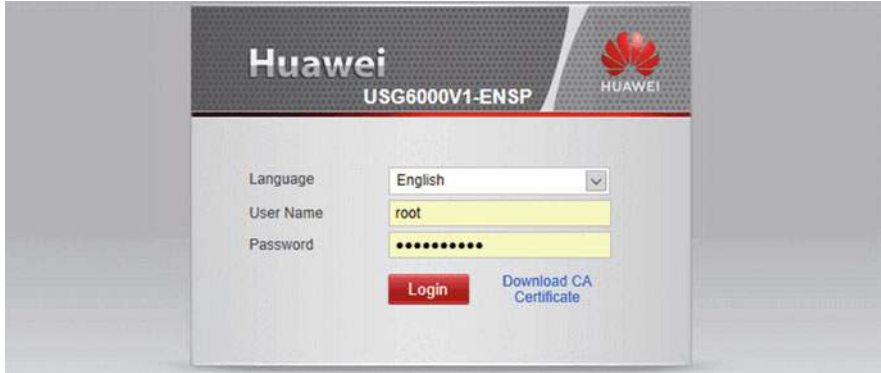 Huawei
USG6000V1-ENSP
HUAWEI
Language English
User Name root
Password ••••••••••
Login Download CA
Certificate